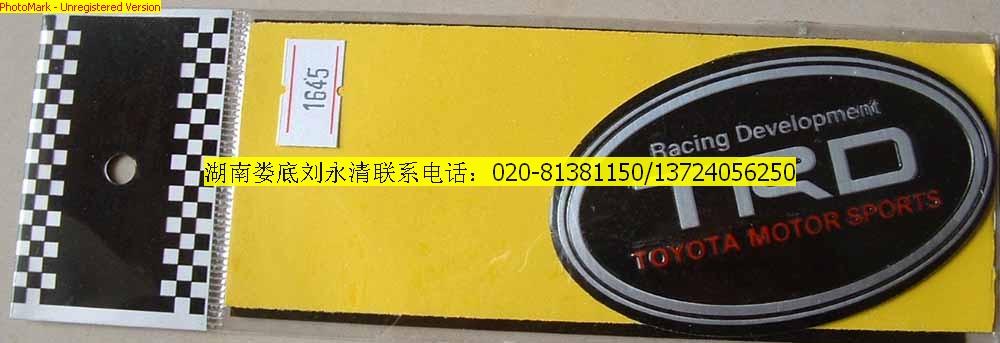 PhotoMark - Unregistered Version
1645
Racing Development
湖南娄底刘永清联系电话：020-81381150/13724056250
TRD
TOYOTA MOTOR SPORTS